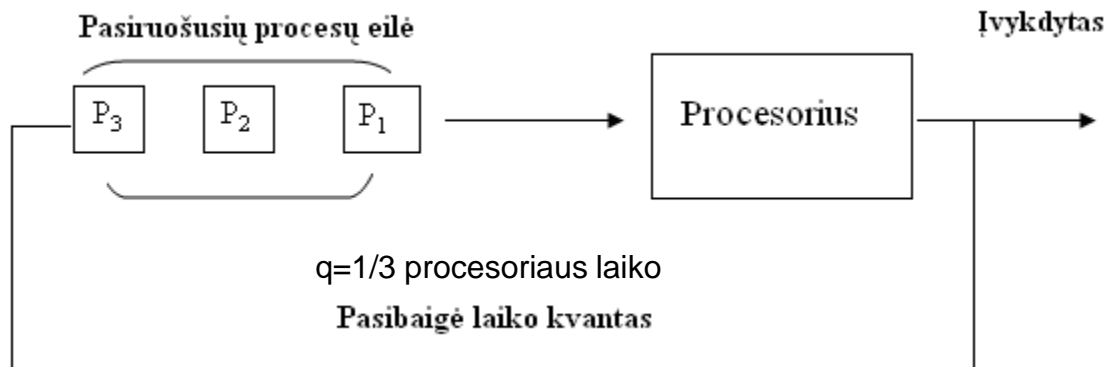 Pasiruošusių procesų eilė
Įvykdytas
P3 P2 P1
Procesorius
q=1/3 procesoriaus laiko
Pasibaigė laiko kvantas